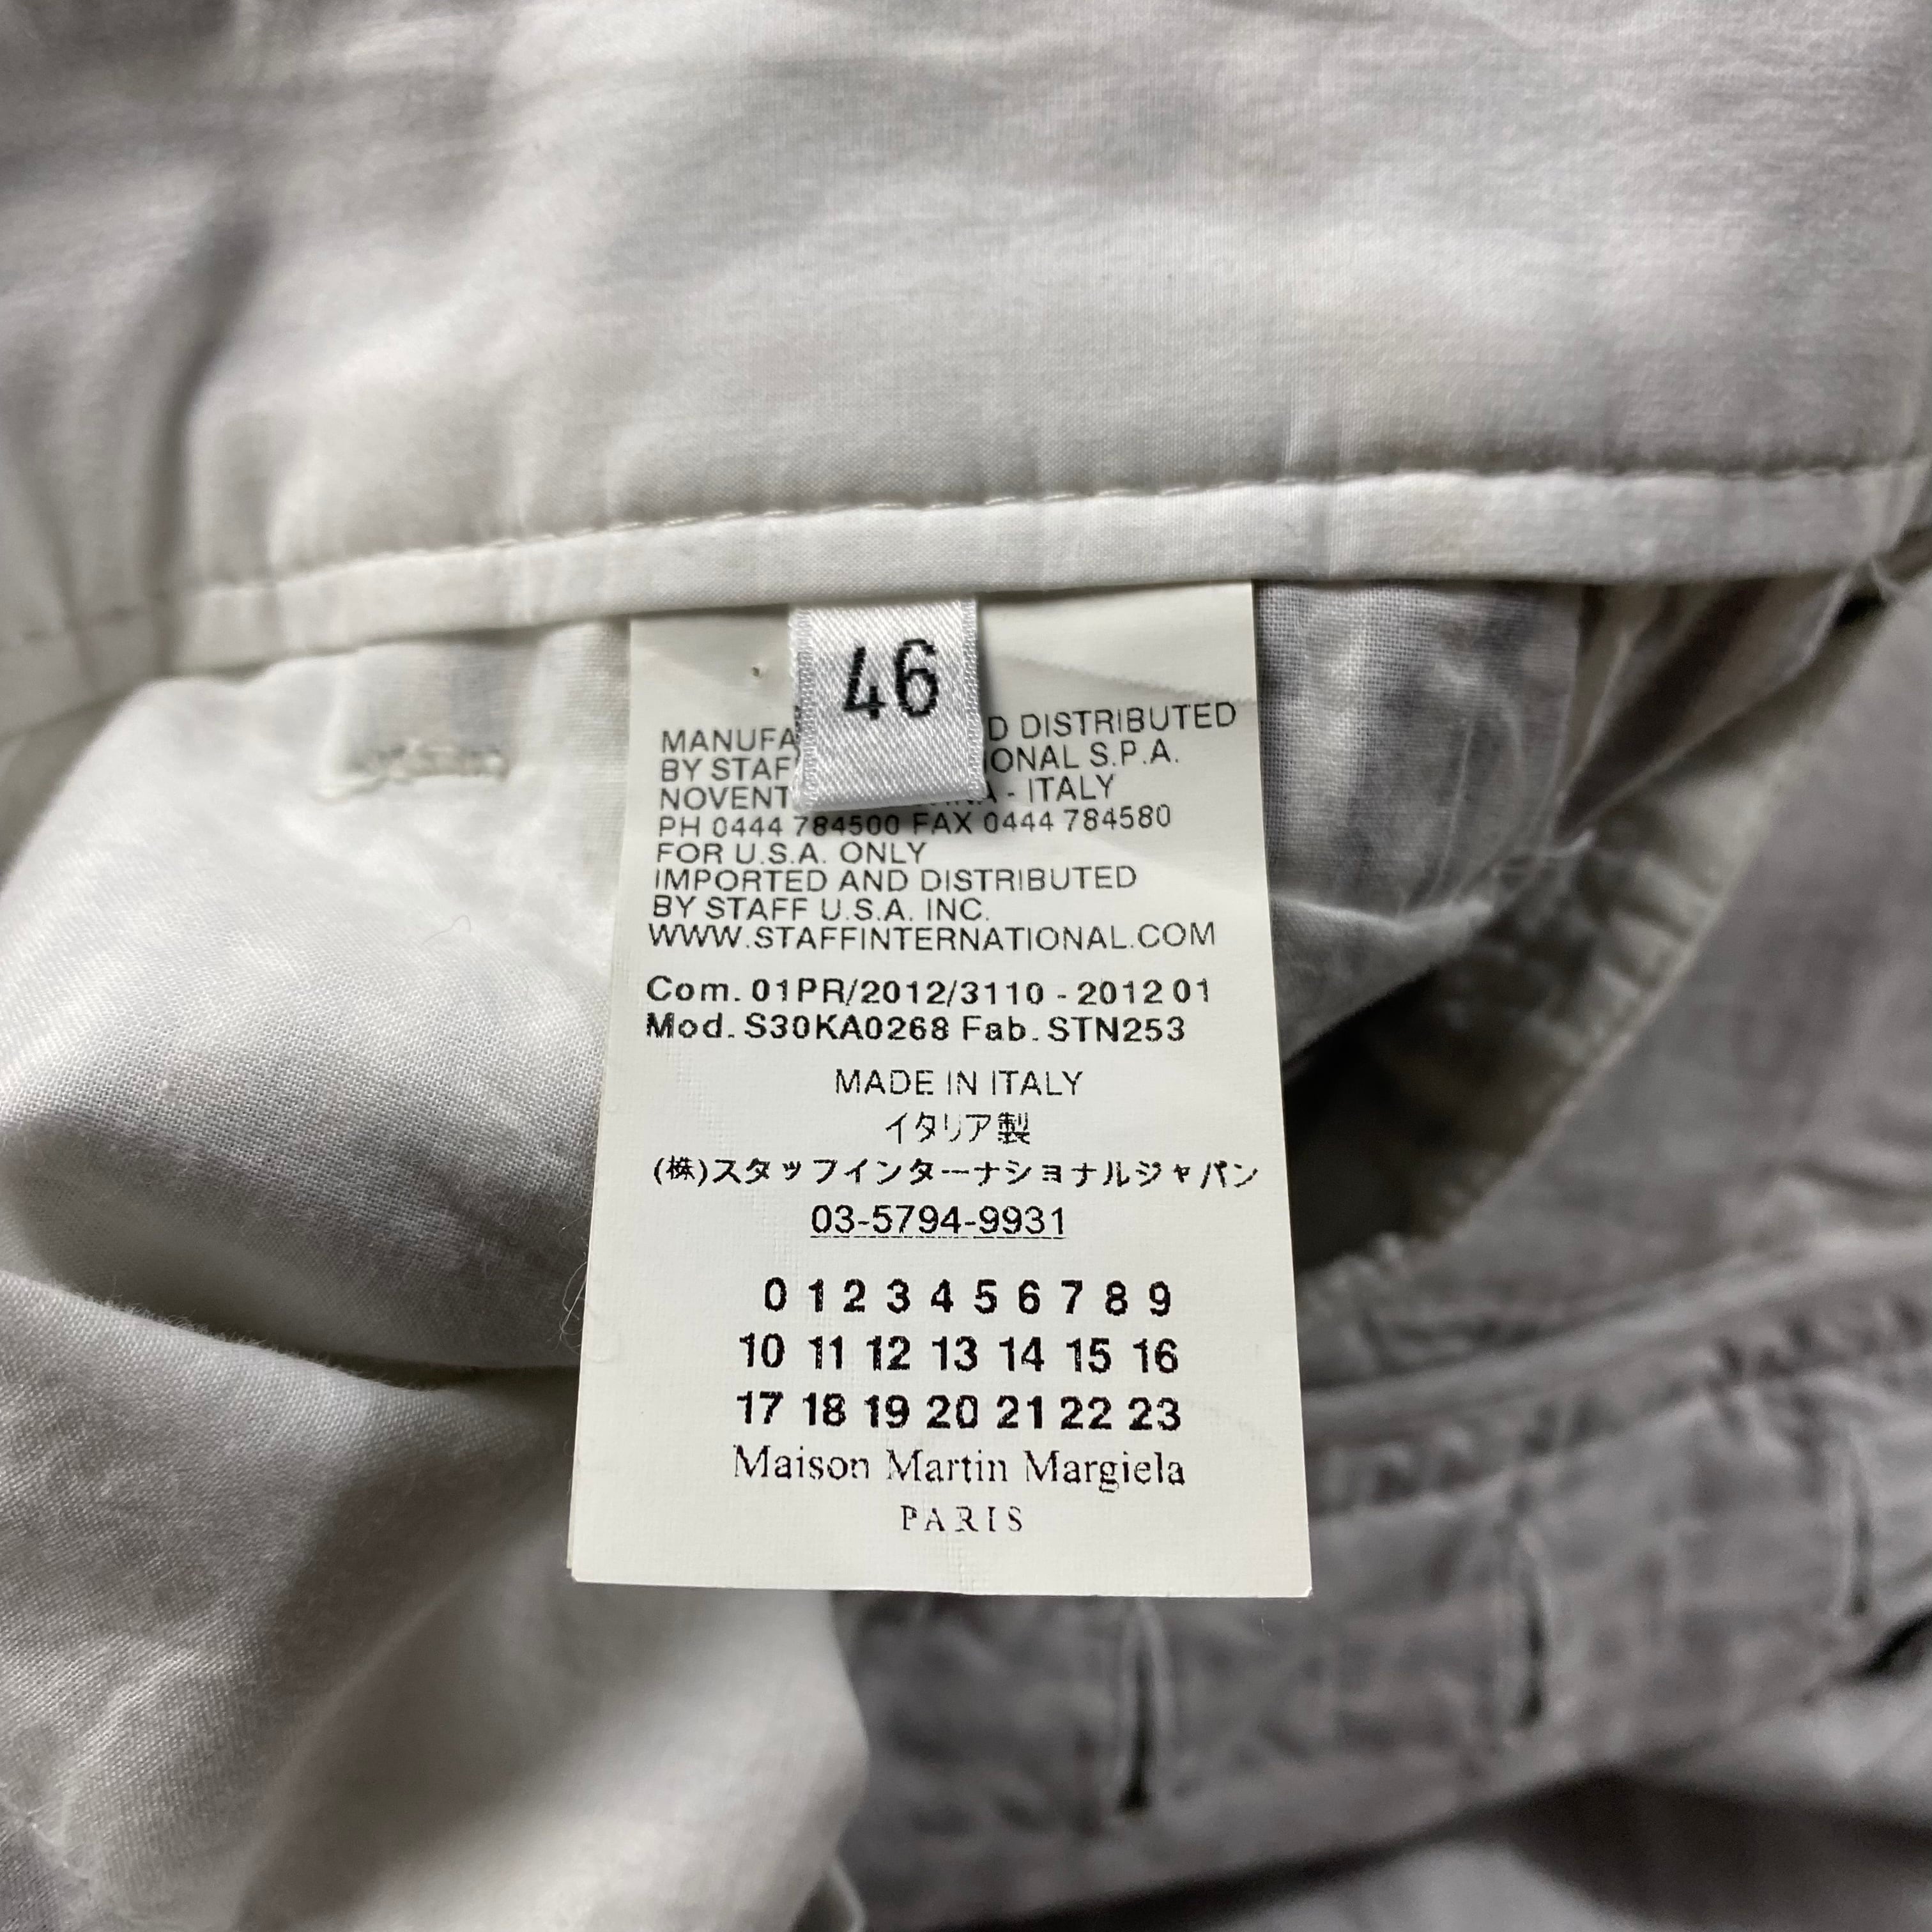 46
D DISTRIBUTED
BY ONAL S.P.A.
- ITALY
PH 0444 784500 FAX 0444 784580
FOR U.S.A. ONLY
IMPORTED AND DISTRIBUTED
BY STAFF U.S.A. INC.
WWW.STAFFINTERNATIONAL.COM
Com. 01PR/2012/3110 - 2012 01
Mod. S30KA0268 Fab. STN253
MADE IN ITALY
イタリア製
(株)スタッフインターナショナルジャパン
03-5794-9931
0 1 2 3 4 5 6 7 8 9
10 11 12 13 14 15 16
17 18 19 20 21 22 23
Maison Martin Margiela
PARIS